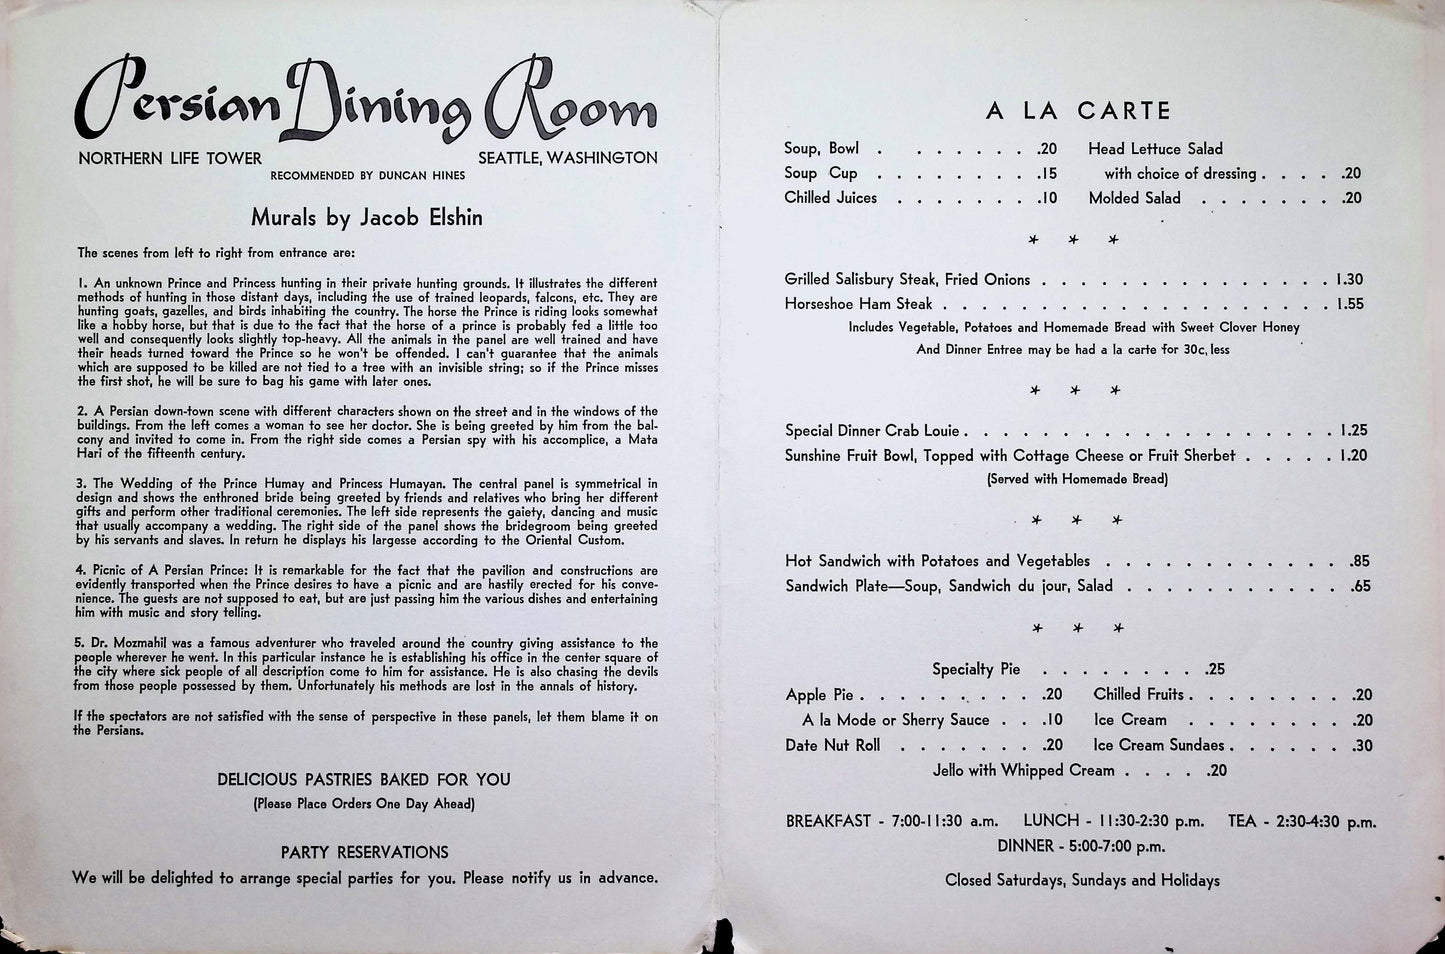 Persian Dining Room
NORTHERN LIFE TOWER SEATTLE, WASHINGTON
RECOMMENDED BY DUNCAN HINES
Murals by Jacob Elshin
The scenes from left to right from entrance are:
1. An unknown Prince and Princess hunting in their private hunting grounds. It illustrates the different
methods of hunting in those distant days, including the use of trained leopards, falcons, etc. They are
hunting goats, gazelles, and birds inhabiting the country. The horse the Prince is riding looks somewhat
like a hobby horse, but that is due to the fact that the horse of a prince is probably fed a little too
well and consequently looks slightly top-heavy. All the animals in the panel are well trained and have
their heads turned toward the Prince so he won't be offended. I can't guarantee that the animals
which are supposed to be killed are not tied to a tree with an invisible string; so if the Prince misses
the first shot, he will be sure to bag his game with later ones.
2. A Persian down-town scene with different characters shown on the street and in the windows of the
buildings. From the left comes a woman to see her doctor. She is being greeted by him from the bal-
cony and invited to come in. From the right side comes a Persian spy with his accomplice, a Mata
Hari of the fifteenth century.
3. The Wedding of the Prince Humay and Princess Humayan. The central panel is symmetrical in
design and shows the enthroned bride being greeted by friends and relatives who bring her different
gifts and perform other traditional ceremonies. The left side represents the gaiety, dancing and music
that usually accompany a wedding. The right side of the panel shows the bridegroom being greeted
by his servants and slaves. In return he displays his largesse according to the Oriental Custom.
4. Picnic of A Persian Prince: It is remarkable for the fact that the pavilion and constructions are
evidently transported when the Prince desires to have a picnic and are hastily erected for his conve-
nience. The guests are not supposed to eat, but are just passing him the various dishes and entertaining
him with music and story telling.
5. Dr. Mozmahil was a famous adventurer who traveled around the country giving assistance to the
people wherever he went. In this particular instance he is establishing his office in the center square of
the city where sick people of all description come to him for assistance. He is also chasing the devils
from those people possessed by them. Unfortunately his methods are lost in the annals of history.
If the spectators are not satisfied with the sense of perspective in these panels, let them blame it on
the Persians.
DELICIOUS PASTRIES BAKED FOR YOU
(Please Place Orders One Day Ahead)
PARTY RESERVATIONS
We will be delighted to arrange special parties for you. Please notify us in advance.
A LA CARTE
Soup, Bowl . . . . . . . .20 Head Lettuce Salad
Soup Cup . . . . . . . . .15 with choice of dressing . . . . .20
Chilled Juices . . . . . . . .10 Molded Salad . . . . . . . .20
* * *
Grilled Salisbury Steak, Fried Onions . . . . . . . . . . . . . . . 1.30
Horseshoe Ham Steak . . . . . . . . . . . . . . . . . . . . 1.55
Includes Vegetable, Potatoes and Homemade Bread with Sweet Clover Honey
And Dinner Entree may be had a la carte for 30c, less
* * *
Special Dinner Crab Louie . . . . . . . . . . . . . . . . . . . 1.25
Sunshine Fruit Bowl, Topped with Cottage Cheese or Fruit Sherbet . . . . . 1.20
(Served with Homemade Bread)
* * *
Hot Sandwich with Potatoes and Vegetables . . . . . . . . . . . . .85
Sandwich Plate—Soup, Sandwich du jour, Salad . . . . . . . . . . . .65
* * *
Specialty Pie . . . . . . . . .25
Apple Pie . . . . . . . . . .20 Chilled Fruits . . . . . . . . .20
A la Mode or Sherry Sauce . . .10 Ice Cream . . . . . . . . .20
Date Nut Roll . . . . . . . .20 Ice Cream Sundaes . . . . . . .30
Jello with Whipped Cream . . . . .20
BREAKFAST - 7:00-11:30 a.m. LUNCH - 11:30-2:30 p.m. TEA - 2:30-4:30 p.m.
DINNER - 5:00-7:00 p.m.
Closed Saturdays, Sundays and Holidays